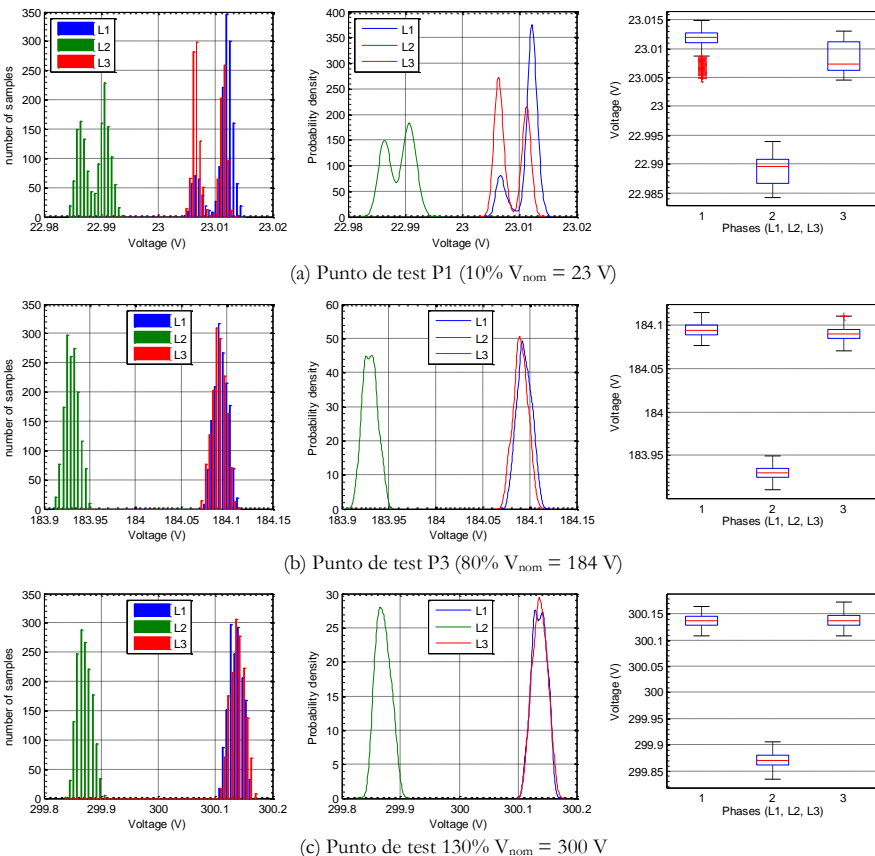 350
300
250
200
150
100
50
0
number of samples
L1
L2
L3
22.98 22.99 23 23.01 23.02
Voltage (V)
400
350
300
250
200
150
100
50
0
Probability density
L1
L2
L3
22.98 22.99 23 23.01 23.02
Voltage (V)
23.015
23.01
23.005
23
22.995
22.99
22.985
Voltage (V)
1 2 3
Phases (L1, L2, L3)
(a) Punto de test P1 (10% Vnom = 23 V)
350
300
250
200
150
100
50
0
number of samples
L1
L2
L3
183.9 183.95 184 184.05 184.1 184.15
Voltage (V)
60
50
40
30
20
10
0
Probability density
L1
L2
L3
183.9 183.95 184 184.05 184.1 184.15
Voltage (V)
184.1
184.05
184
183.95
Voltage (V)
1 2 3
Phases (L1, L2, L3)
(b) Punto de test P3 (80% Vnom = 184 V)
350
300
250
200
150
100
50
0
number of samples
L1
L2
L3
299.8 299.9 300 300.1 300.2
Voltage (V)
30
25
20
15
10
5
0
Probability density
L1
L2
L3
299.8 299.9 300 300.1 300.2
Voltage (V)
300.15
300.1
300.05
300
299.95
299.9
299.85
Voltage (V)
1 2 3
Phases (L1, L2, L3)
(c) Punto de test 130% Vnom = 300 V